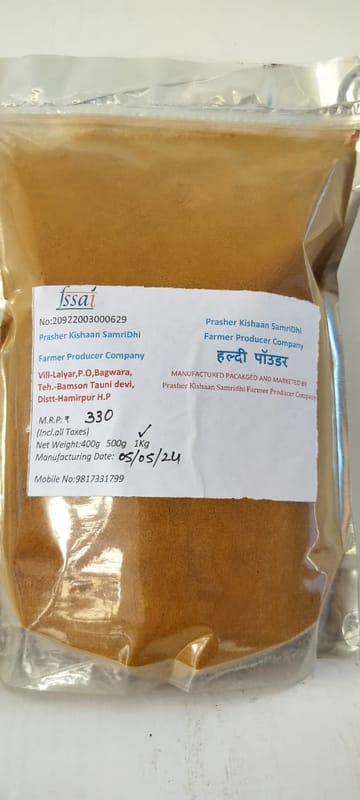 fssai
No:20922003000629
Prasher Kishaan SamriDhi
Farmer Producer Company
Vill-Lalyar,P.O,Bagwara,
Teh.-Bamson Tauni devi,
Distt-Hamirpur H.P
M.R.P.₹ 330
(Incl.all Taxes)
Net Weight:400g 500g 1Kg
Manufacturing Date: 05/05/24
Mobile No:9817331799
Prasher Kishaan SamriDhi
Farmer Producer Company
हल्दी पॉउडर
MANUFACTURED PACAKGED AND MARKETED BY
Prasher Kishaan Samridhi Farmer Producer Company